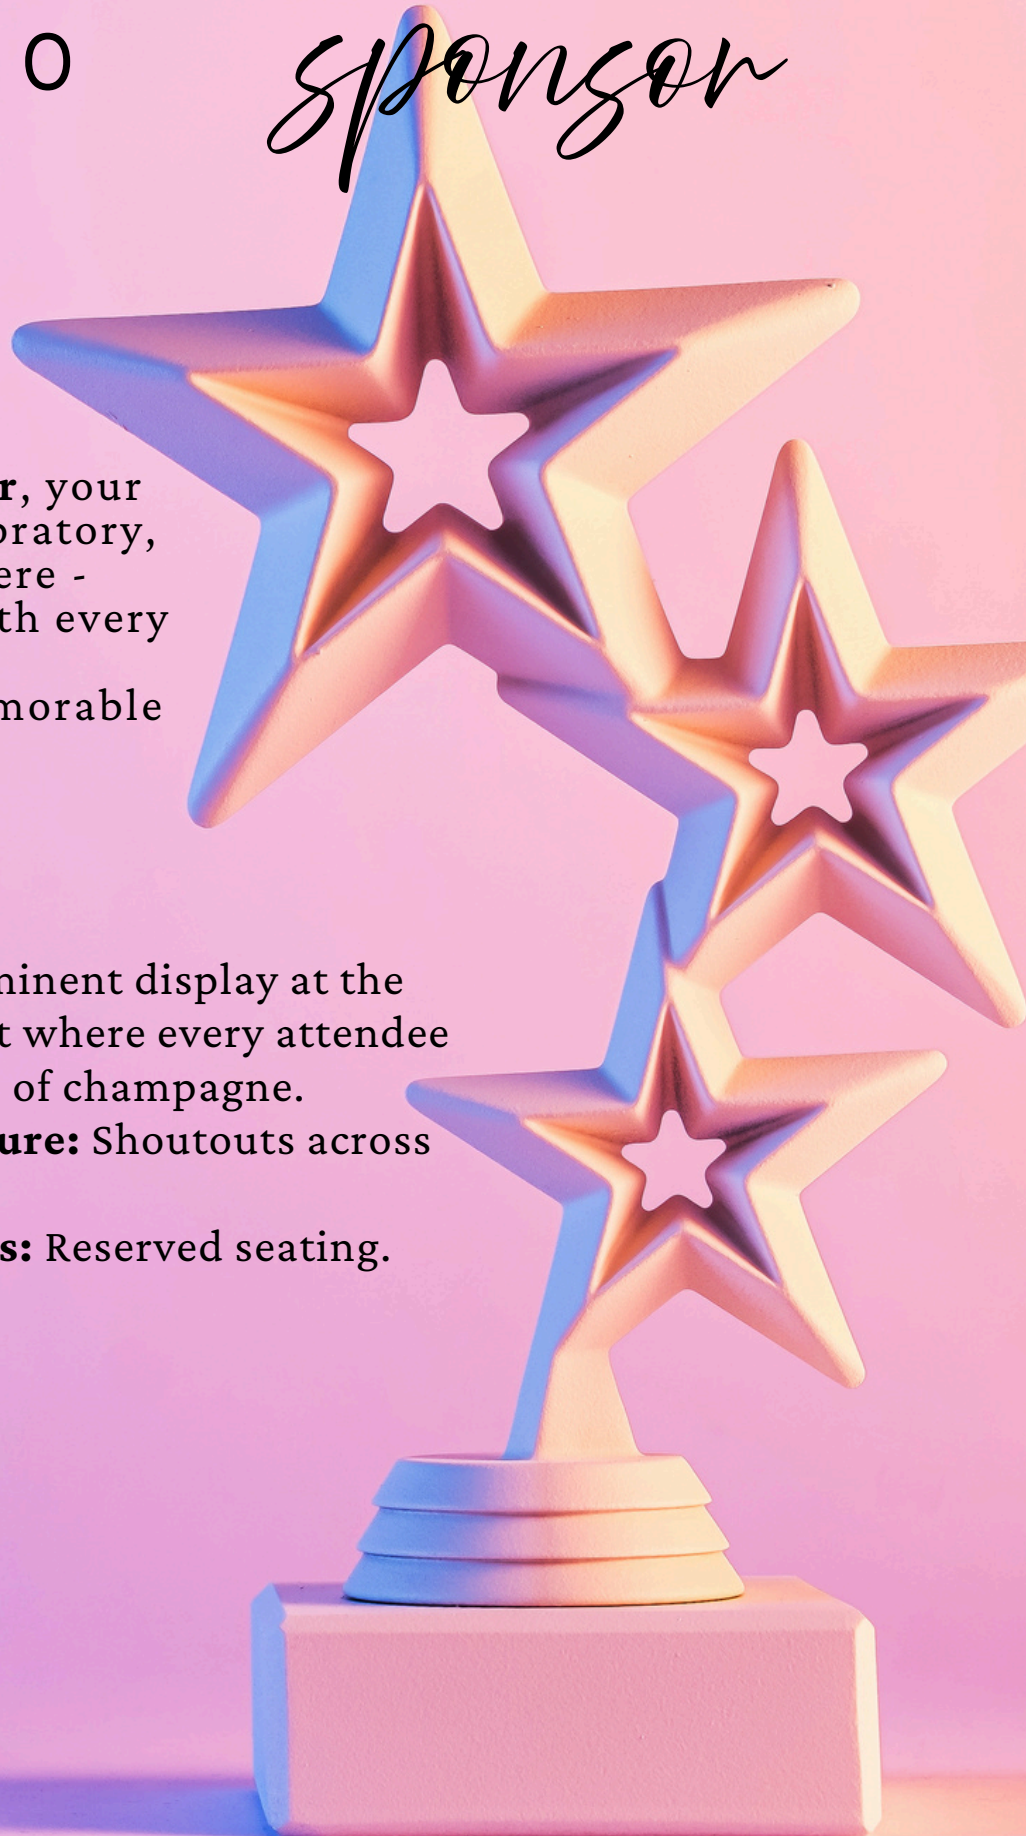 O sponsor
r, your
oratory,
ere -
th every
morable
ninent display at the
t where every attendee
of champagne.
ure: Shoutouts across
s: Reserved seating.